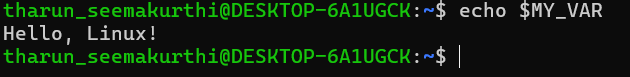 tharun_seemakurthi@DESKTOP-6A1UGCK:~$ echo $MY_VAR
Hello, Linux!
tharun_seemakurthi@DESKTOP-6A1UGCK:~$